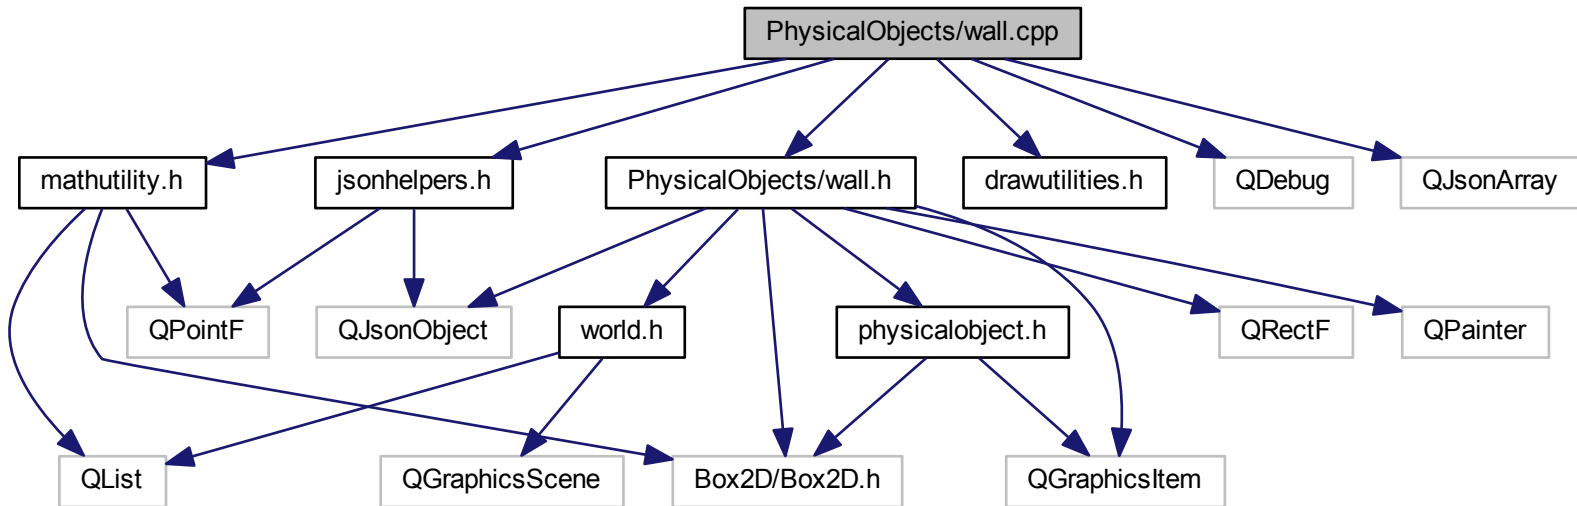 PhysicalObjects/wall.cpp
mathutility.h
jsonhelpers.h
PhysicalObjects/wall.h
drawutilities.h
QDebug
QJsonArray
QPointF
QJsonObject
world.h
physicalobject.h
QRectF
QPainter
QList
QGraphicsScene
Box2D/Box2D.h
QGraphicsItem